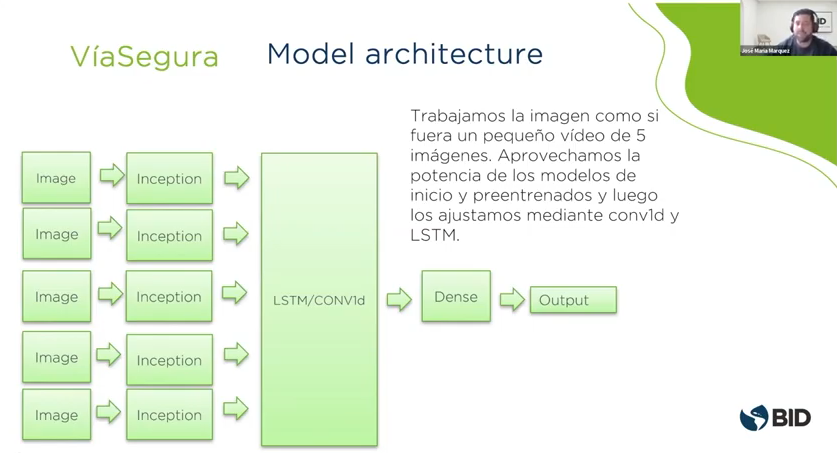 VíaSegura
Model architecture
José María Márquez
Trabajamos la imagen como si
fuera un pequeño vídeo de 5
imágenes. Aprovechamos la
potencia de los modelos de
inicio y preentrenados y luego
los ajustamos mediante conv1d y
LSTM.
Image
Inception
Image
Inception
Image
Inception
Image
Inception
Image
Inception
LSTM/CONV1d
Dense
Output
BID